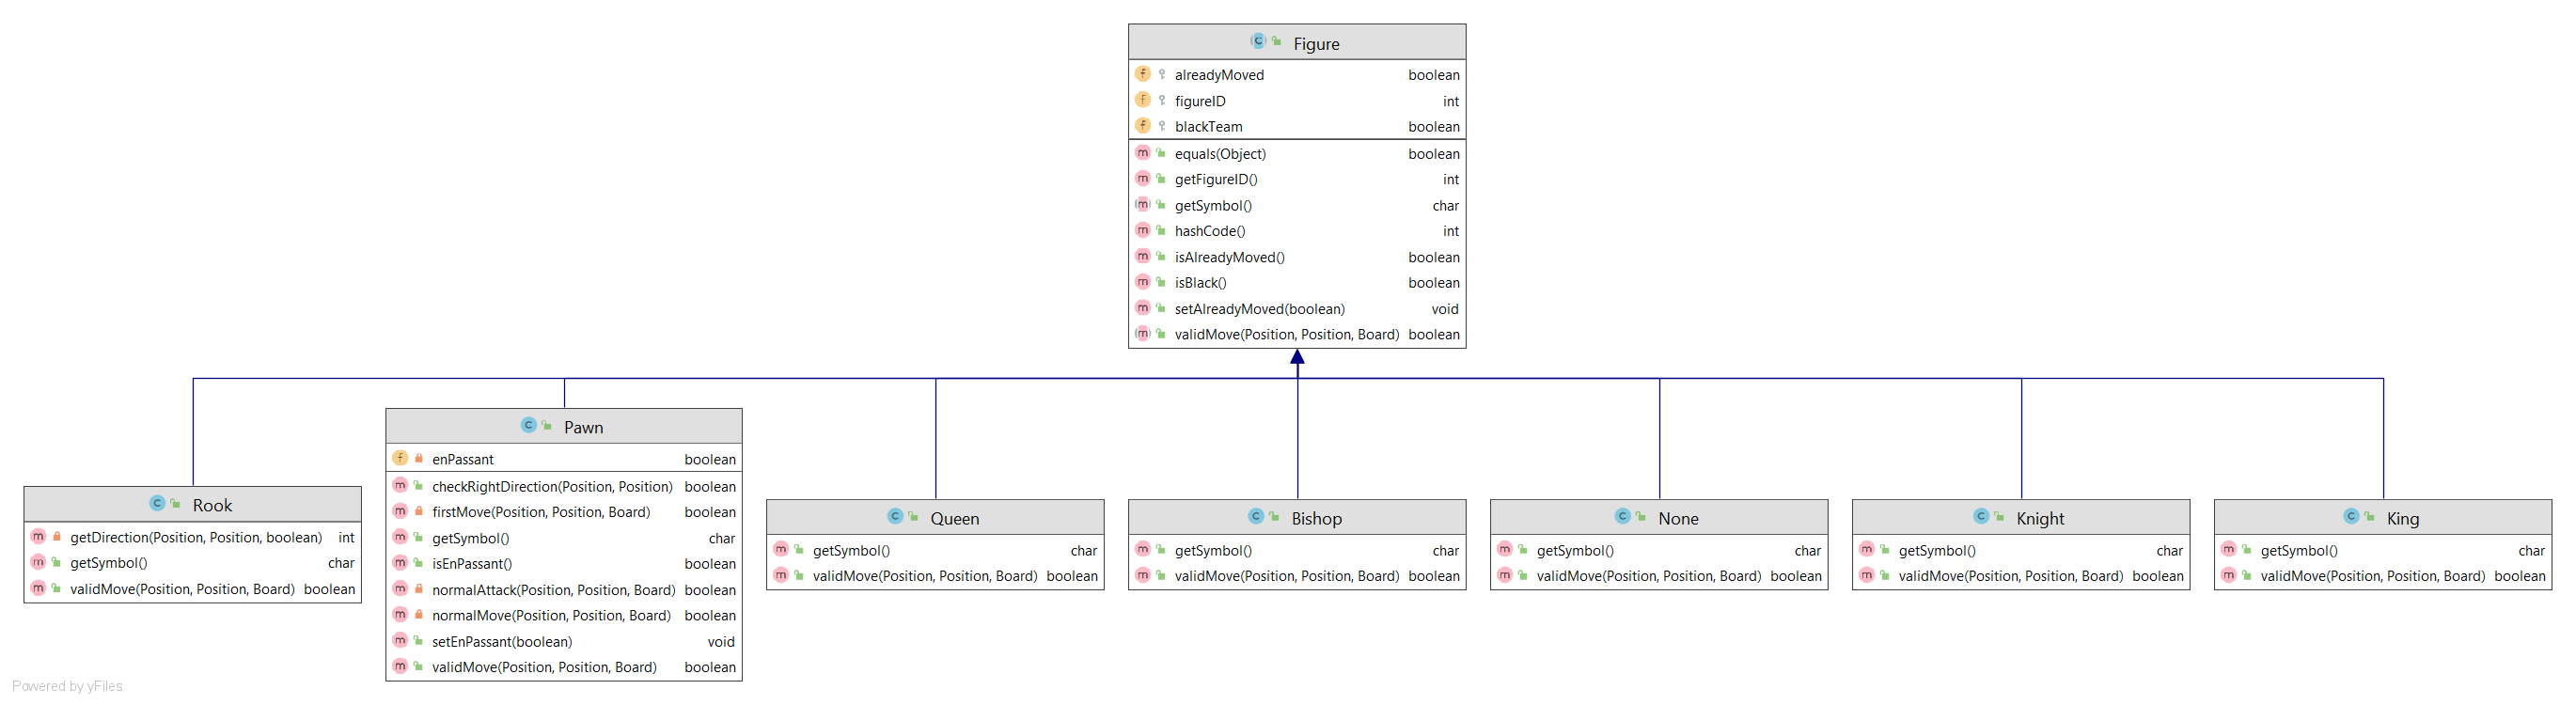 Figure
alreadyMoved boolean
figureID int
blackTeam boolean
equals(Object) boolean
getFigureID() int
getSymbol() char
hashCode() int
isAlreadyMoved() boolean
isBlack() boolean
setAlreadyMoved(boolean) void
validMove(Position, Position, Board) boolean
Rook
getDirection(Position, Position, boolean) int
getSymbol() char
validMove(Position, Position, Board) boolean
Pawn
enPassant boolean
checkRightDirection(Position, Position) boolean
firstMove(Position, Position, Board) boolean
getSymbol() char
isEnPassant() boolean
normalAttack(Position, Position, Board) boolean
normalMove(Position, Position, Board) boolean
setEnPassant(boolean) void
validMove(Position, Position, Board) boolean
Queen
getSymbol() char
validMove(Position, Position, Board) boolean
Bishop
getSymbol() char
validMove(Position, Position, Board) boolean
None
getSymbol() char
validMove(Position, Position, Board) boolean
Knight
getSymbol() char
validMove(Position, Position, Board) boolean
King
getSymbol() char
validMove(Position, Position, Board) boolean
Powered by yFiles